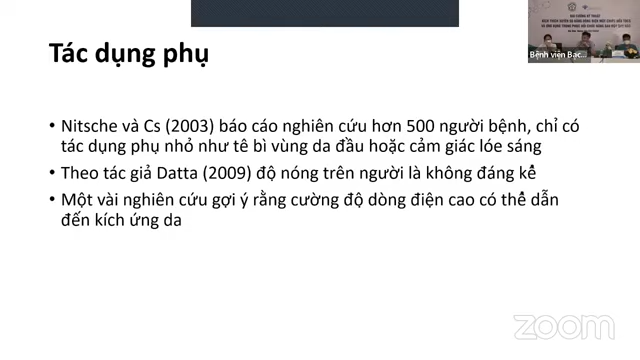 Tác dụng phụ
• Nitsche và Cs (2003) báo cáo nghiên cứu hơn 500 người bệnh, chỉ có
tác dụng phụ nhỏ như tê bì vùng da đầu hoặc cảm giác lóe sáng
• Theo tác giả Datta (2009) độ nóng trên người là không đáng kể
• Một vài nghiên cứu gợi ý rằng cường độ dòng điện cao có thể dẫn
đến kích ứng da
Bệnh viện Bạc...
zoom